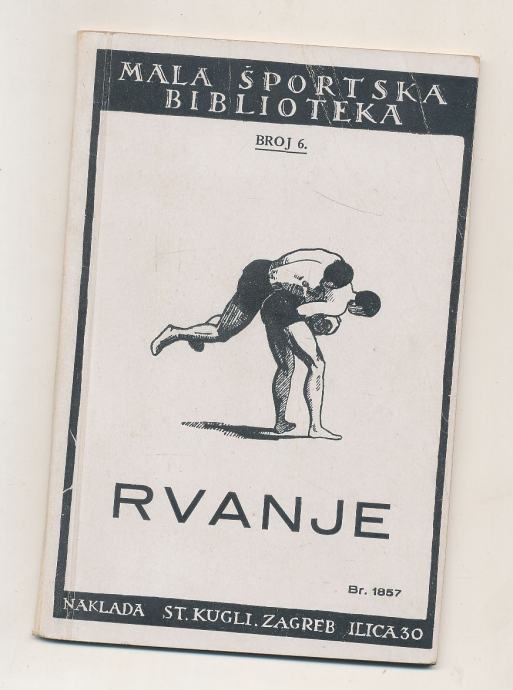 MALA ŠPORTSKA
BIBLIOTEKA
BROJ 6.
RVANJE
Br. 1857
NAKLADA ST. KUGLI. ZAGREB ILICA 30